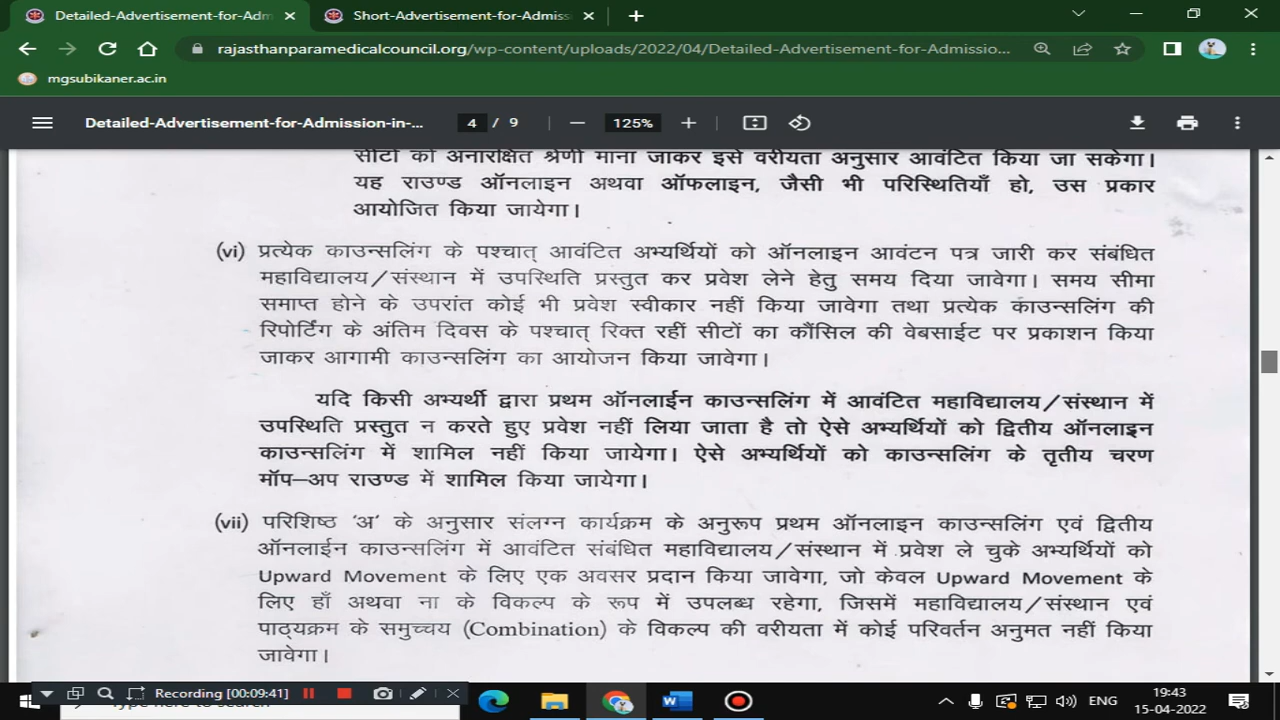 Detailed-Advertisement-for-Adm
Short-Advertisement-for-Admiss
rajasthanparamedicalcouncil.org/wp-content/uploads/2022/04/Detailed-Advertisement-for-Admissio...
mgsubikaner.ac.in
Detailed-Advertisement-for-Admission-in-...
4 / 9
125%
सीटों को अनारक्षित श्रेणी माना जाकर इसे वरीयता अनुसार आवंटित किया जा सकेगा।
यह राउण्ड ऑनलाइन अथवा ऑफलाइन, जैसी भी परिस्थितियाँ हो, उस प्रकार
आयोजित किया जायेगा।
(vi) प्रत्येक काउन्सलिंग के पश्चात् आवंटित अभ्यर्थियों को ऑनलाइन आवंटन पत्र जारी कर संबंधित
महाविद्यालय/संस्थान में उपस्थिति प्रस्तुत कर प्रवेश लेने हेतु समय दिया जावेगा। समय सीमा
समाप्त होने के उपरांत कोई भी प्रवेश स्वीकार नहीं किया जावेगा तथा प्रत्येक काउन्सलिंग की
रिपोर्टिंग के अंतिम दिवस के पश्चात् रिक्त रहीं सीटों का कौंसिल की वेबसाईट पर प्रकाशन किया
जाकर आगामी काउन्सलिंग का आयोजन किया जावेगा।
यदि किसी अभ्यर्थी द्वारा प्रथम ऑनलाईन काउन्सलिंग में आवंटित महाविद्यालय/संस्थान में
उपस्थिति प्रस्तुत न करते हुए प्रवेश नहीं लिया जाता है तो ऐसे अभ्यर्थियों को द्वितीय ऑनलाइन
काउन्सलिंग में शामिल नहीं किया जायेगा। ऐसे अभ्यर्थियों को काउन्सलिंग के तृतीय चरण
मॉप–अप राउण्ड में शामिल किया जायेगा।
(vii) परिशिष्ठ 'अ' के अनुसार संलग्न कार्यक्रम के अनुरूप प्रथम ऑनलाइन काउन्सलिंग एवं द्वितीय
ऑनलाईन काउन्सलिंग में आवंटित संबंधित महाविद्यालय/संस्थान में प्रवेश ले चुके अभ्यर्थियों को
Upward Movement के लिए एक अवसर प्रदान किया जावेगा, जो केवल Upward Movement के
लिए हाँ अथवा ना के विकल्प के रूप में उपलब्ध रहेगा, जिसमें महाविद्यालय/संस्थान एवं
पाठ्यक्रम के समुच्चय (Combination) के विकल्प की वरीयता में कोई परिवर्तन अनुमत नहीं किया
जावेगा।
Recording [00:09:41]
Type here to search
ENG
19:43
15-04-2022